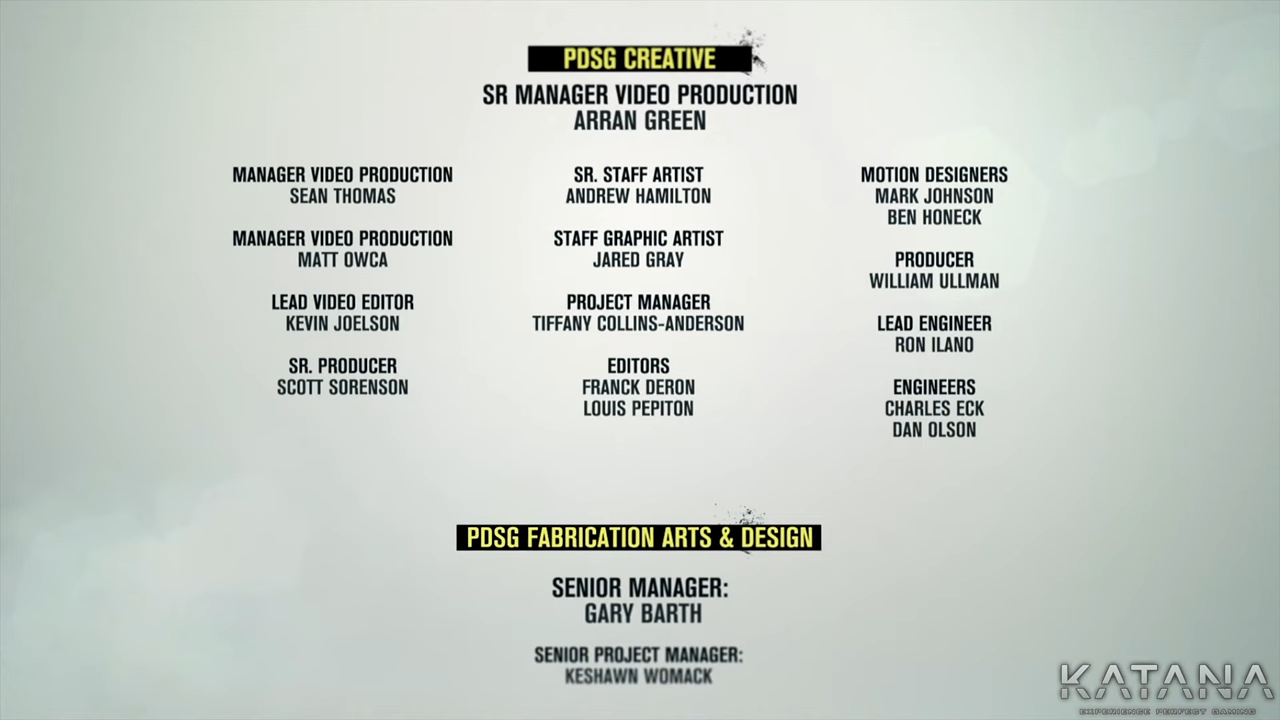 PDSG CREATIVE
SR MANAGER VIDEO PRODUCTION
ARRAN GREEN
MANAGER VIDEO PRODUCTION
SEAN THOMAS
MANAGER VIDEO PRODUCTION
MATT OWCA
LEAD VIDEO EDITOR
KEVIN JOELSON
SR. PRODUCER
SCOTT SORENSON
SR. STAFF ARTIST
ANDREW HAMILTON
STAFF GRAPHIC ARTIST
JARED GRAY
PROJECT MANAGER
TIFFANY COLLINS-ANDERSON
EDITORS
FRANCK DERON
LOUIS PEPITON
MOTION DESIGNERS
MARK JOHNSON
BEN HONECK
PRODUCER
WILLIAM ULLMAN
LEAD ENGINEER
RON ILANO
ENGINEERS
CHARLES ECK
DAN OLSON
PDSG FABRICATION ARTS & DESIGN
SENIOR MANAGER:
GARY BARTH
SENIOR PROJECT MANAGER:
KESHAWN WOMACK
KATANA
EXPERIENCE PERFECT GAMING